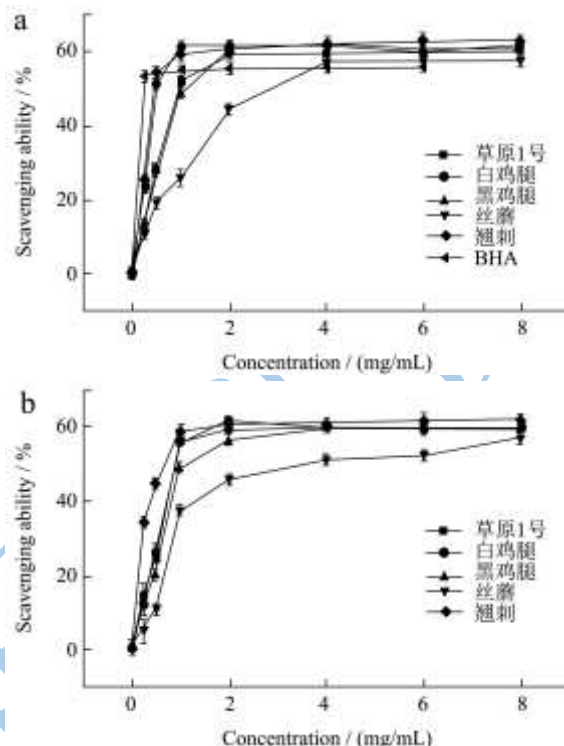 a
60
40
20
0
Scavenging ability / %
草原1号
白鸡腿
黑鸡腿
丝蘑
翘刺
BHA
0 2 4 6 8
Concentration / (mg/mL)
b
60
40
20
0
Scavenging ability / %
草原1号
白鸡腿
黑鸡腿
丝蘑
翘刺
0 2 4 6 8
Concentration / (mg/mL)